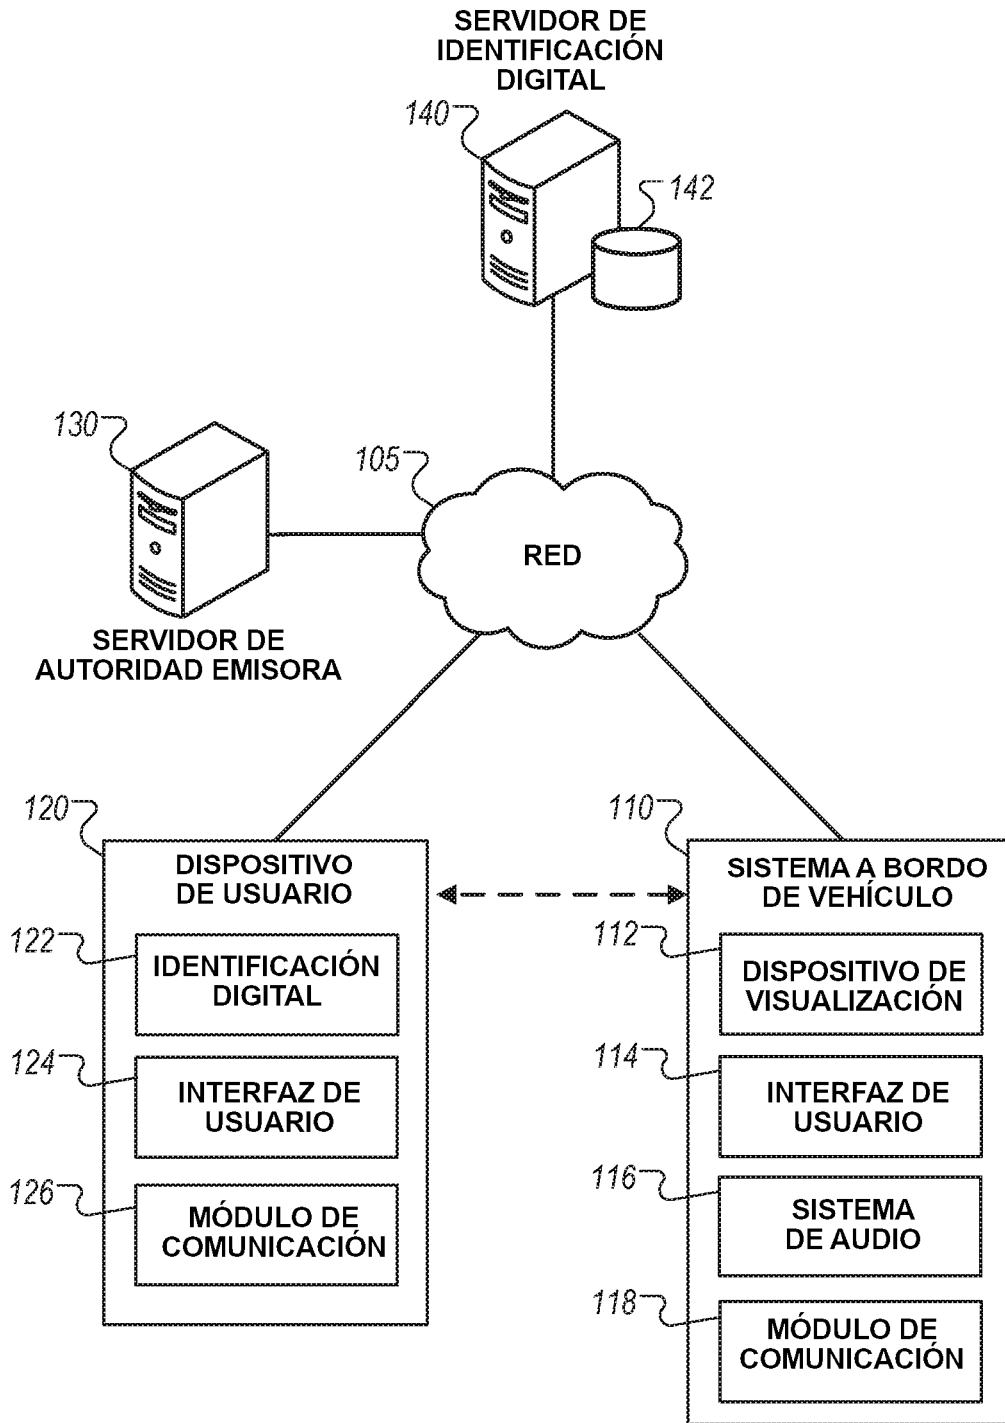 SERVIDOR DE
IDENTIFICACIÓN
DIGITAL
140
142
130
105
RED
SERVIDOR DE
AUTORIDAD EMISORA
120
DISPOSITIVO
DE USUARIO
122
IDENTIFICACIÓN
DIGITAL
124
INTERFAZ DE
USUARIO
126
MÓDULO DE
COMUNICACIÓN
110
SISTEMA A BORDO
DE VEHÍCULO
112
DISPOSITIVO DE
VISUALIZACIÓN
114
INTERFAZ DE
USUARIO
116
SISTEMA
DE AUDIO
118
MÓDULO DE
COMUNICACIÓN